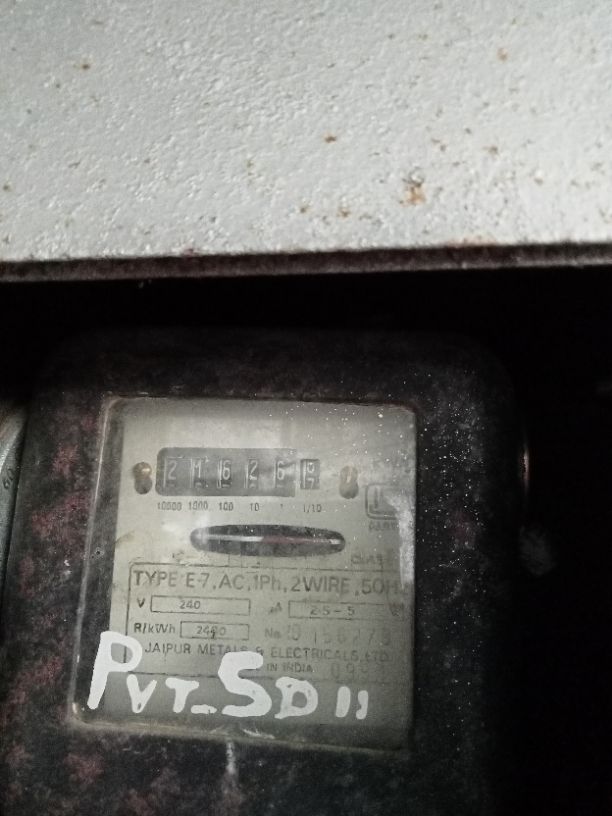 10000 1000 100 10 1 1/10
TYPE E-7, AC, 1Ph, 2WIRE, 50H
V 240 A 2.5-5
R/kWh 2400 No.
JAIPUR METALS & ELECTRICALS, LTD.
IN INDIA
PVT-SD 11